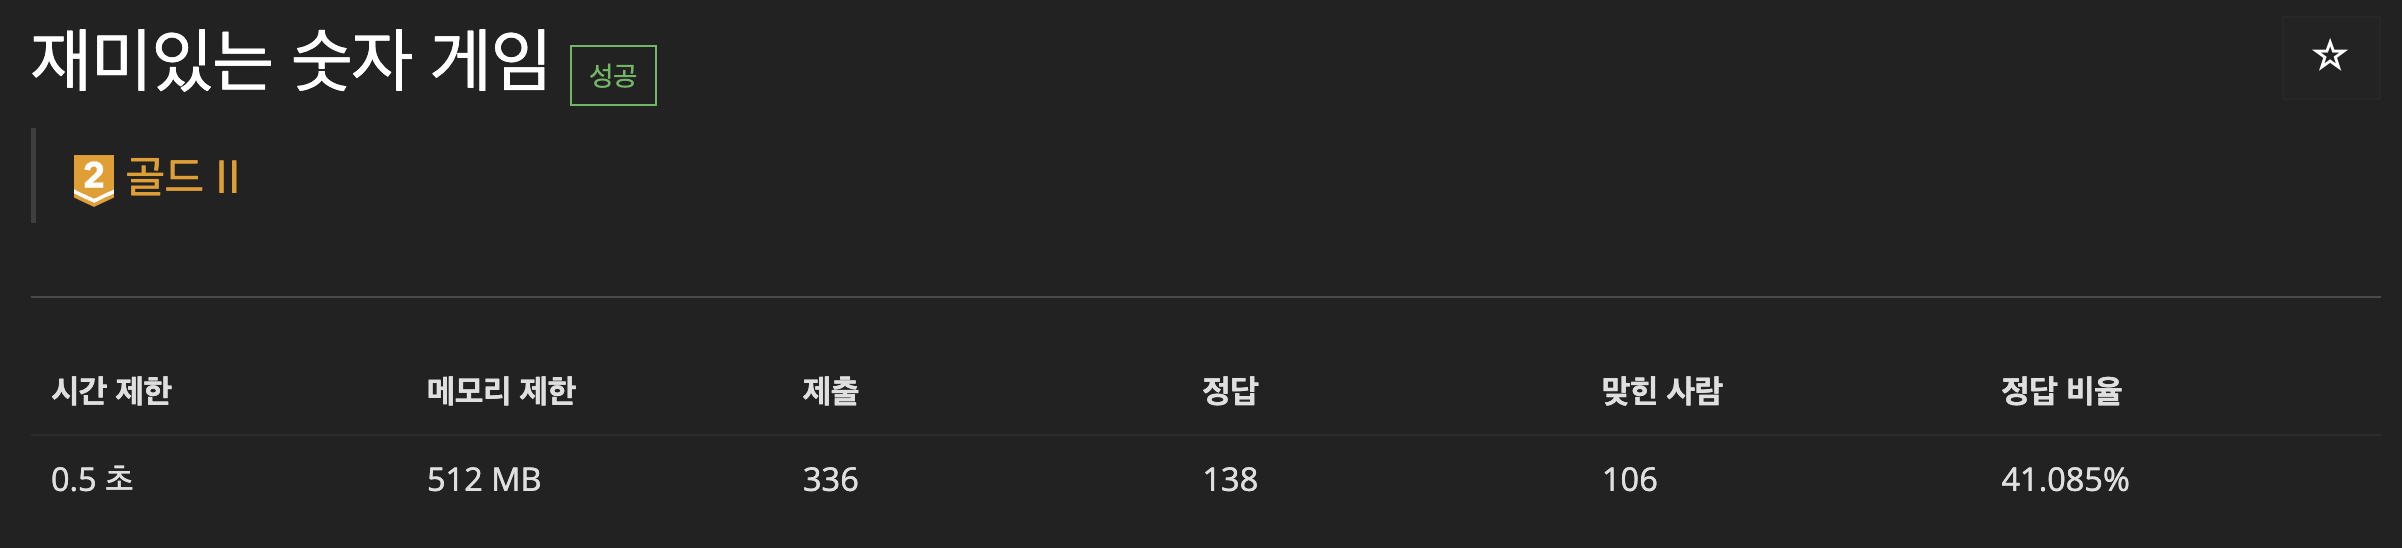 재미있는 숫자 게임 성공
2 골드 II
시간 제한 메모리 제한 제출 정답 맞힌 사람 정답 비율
0.5 초 512 MB 336 138 106 41.085%